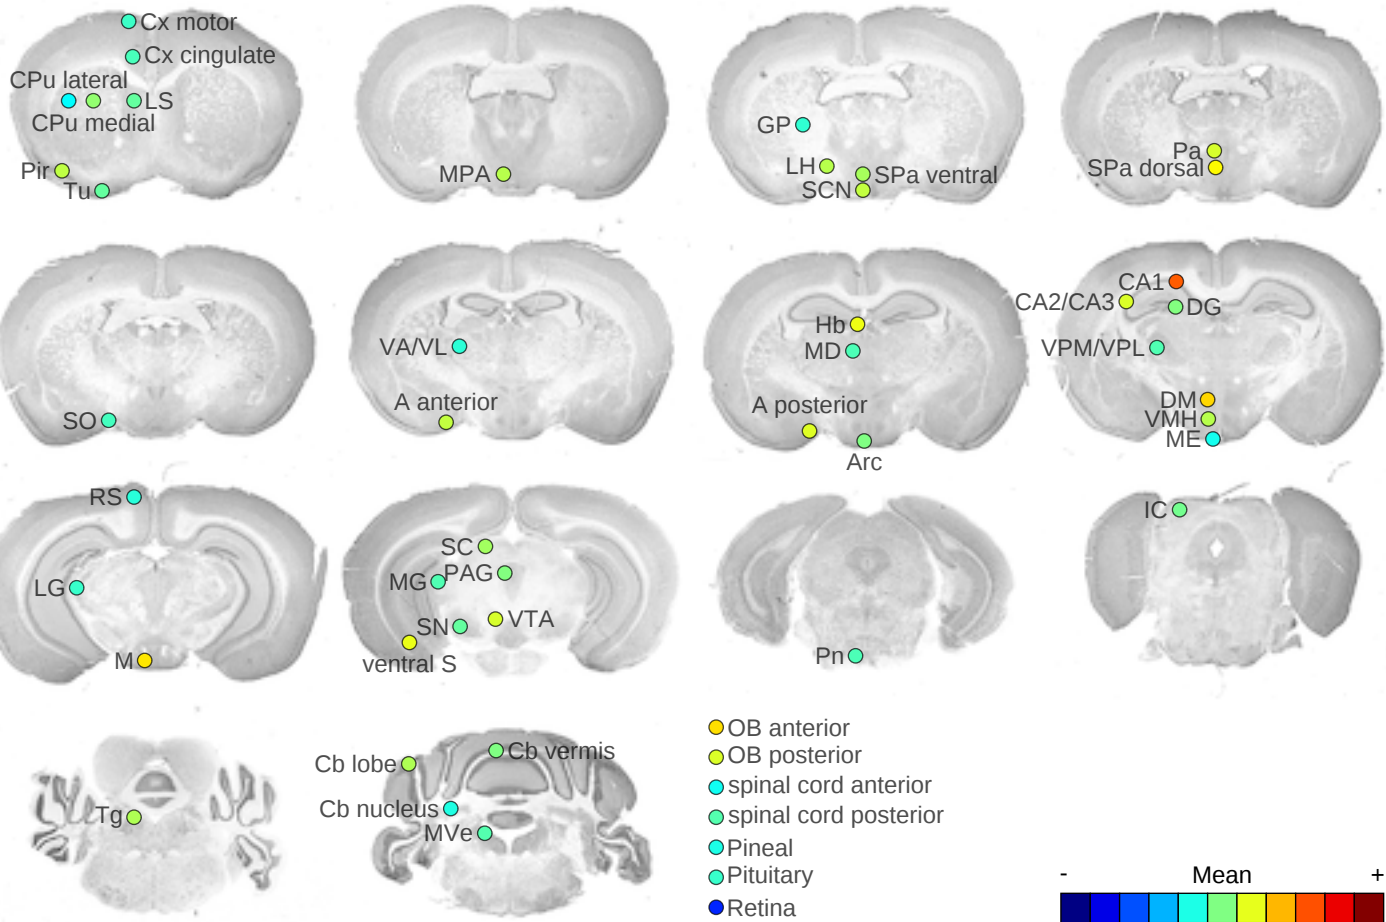 Cx motor
Cx cingulate
CPu lateral
LS
CPu medial
Pir
Tu
MPA
GP
LH
SPa ventral
SCN
Pa
SPa dorsal
SO
VA/VL
A anterior
Hb
MD
A posterior
Arc
CA1
CA2/CA3
DG
VPM/VPL
DM
VMH
ME
RS
LG
M
SC
PAG
MG
VTA
SN
ventral S
Pn
IC
Tg
Cb vermis
Cb lobe
Cb nucleus
MVe
OB anterior
OB posterior
spinal cord anterior
spinal cord posterior
Pineal
Pituitary
Retina
- Mean +